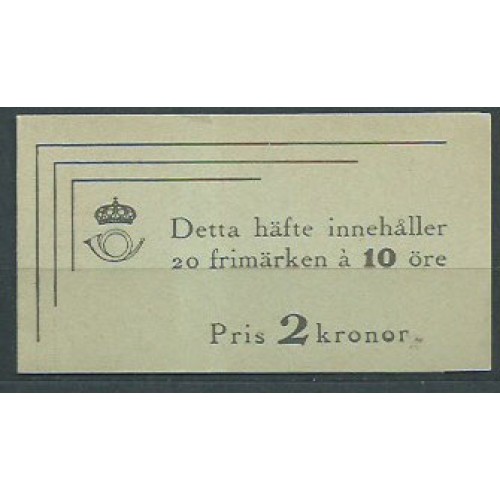 Detta häfte innehåller
20 frimärken à 10 öre
Pris 2 kronor